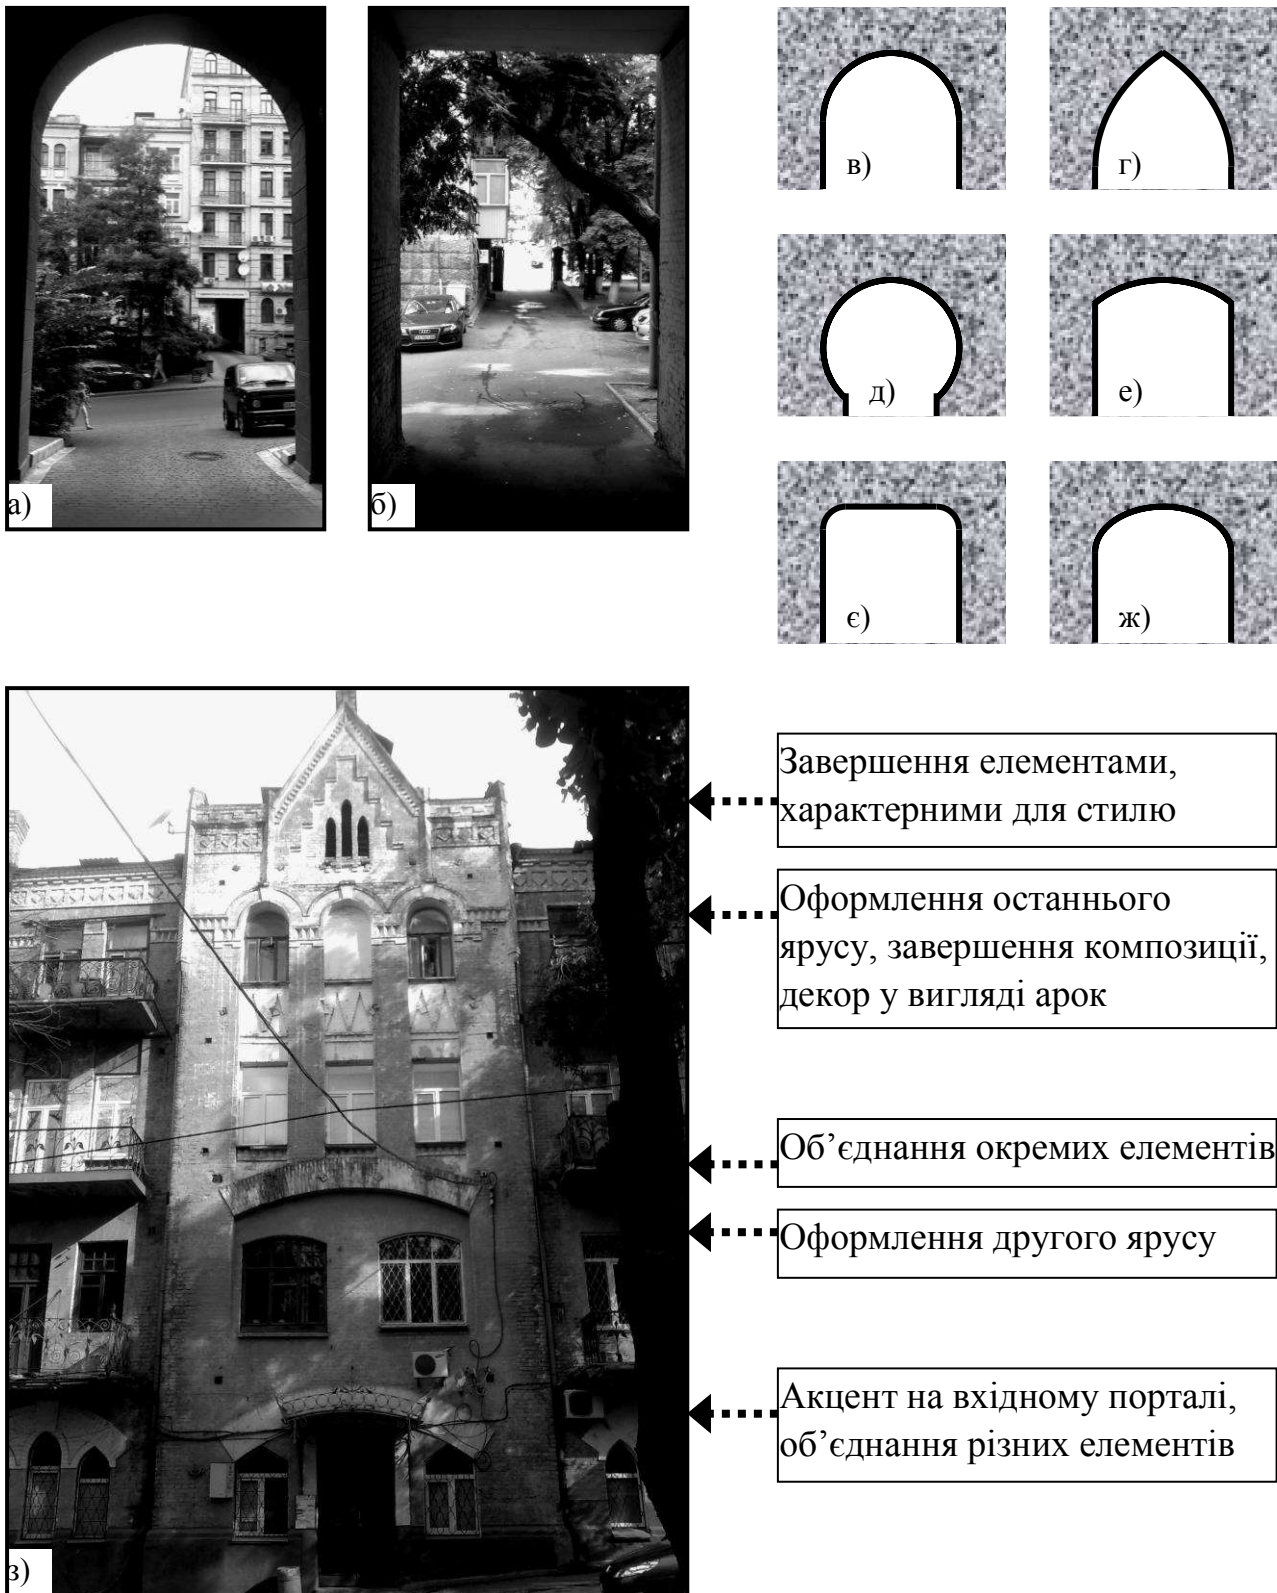 а)
б)
в)
г)
д)
е)
є)
ж)
Завершення елементами,
характерними для стилю
Оформлення останнього
ярусу, завершення композиції,
декор у вигляді арок
Об’єднання окремих елементів
Оформлення другого ярусу
Акцент на вхідному порталі,
об’єднання різних елементів
з)